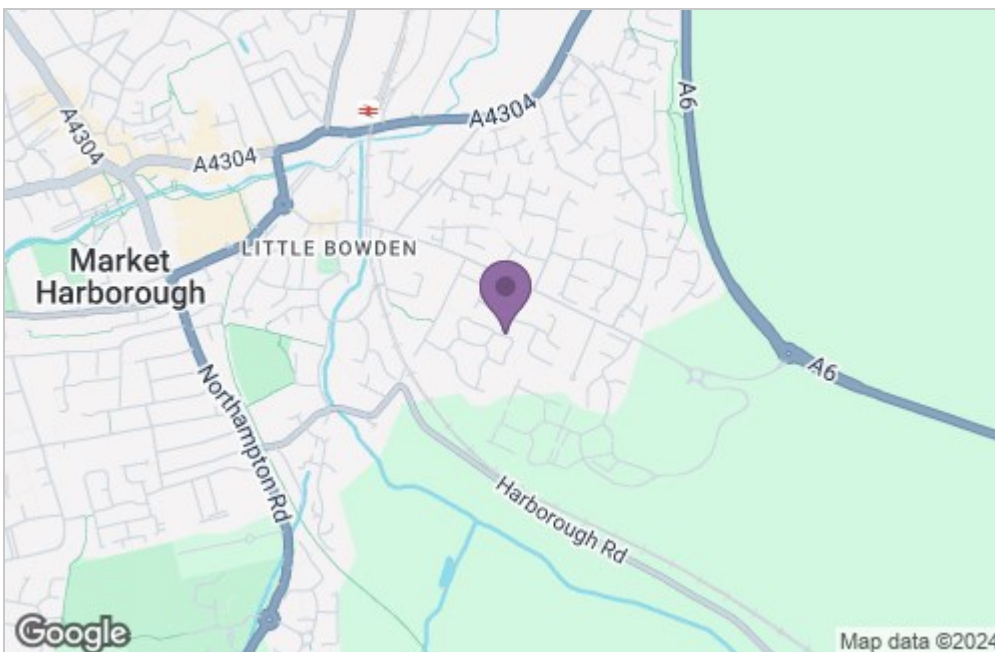 A4304
A4304
A4304
A6
LITTLE BOWDEN
Market
Harborough
A6
Northampton Rd
Harborough Rd
Google
Map data ©2024